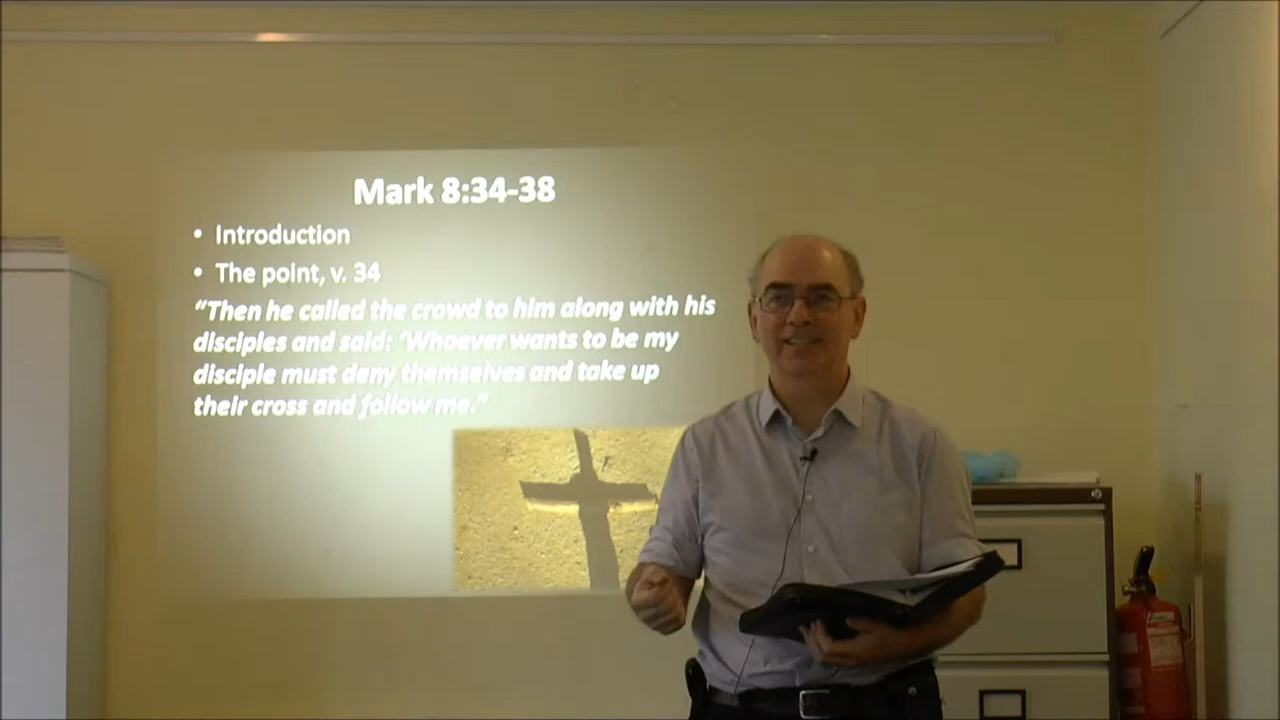 Mark 8:34-38
• Introduction
• The point, v. 34
“Then he called the crowd to him along with his
disciples and said: ‘Whoever wants to be my
disciple must deny themselves and take up
their cross and follow me.”